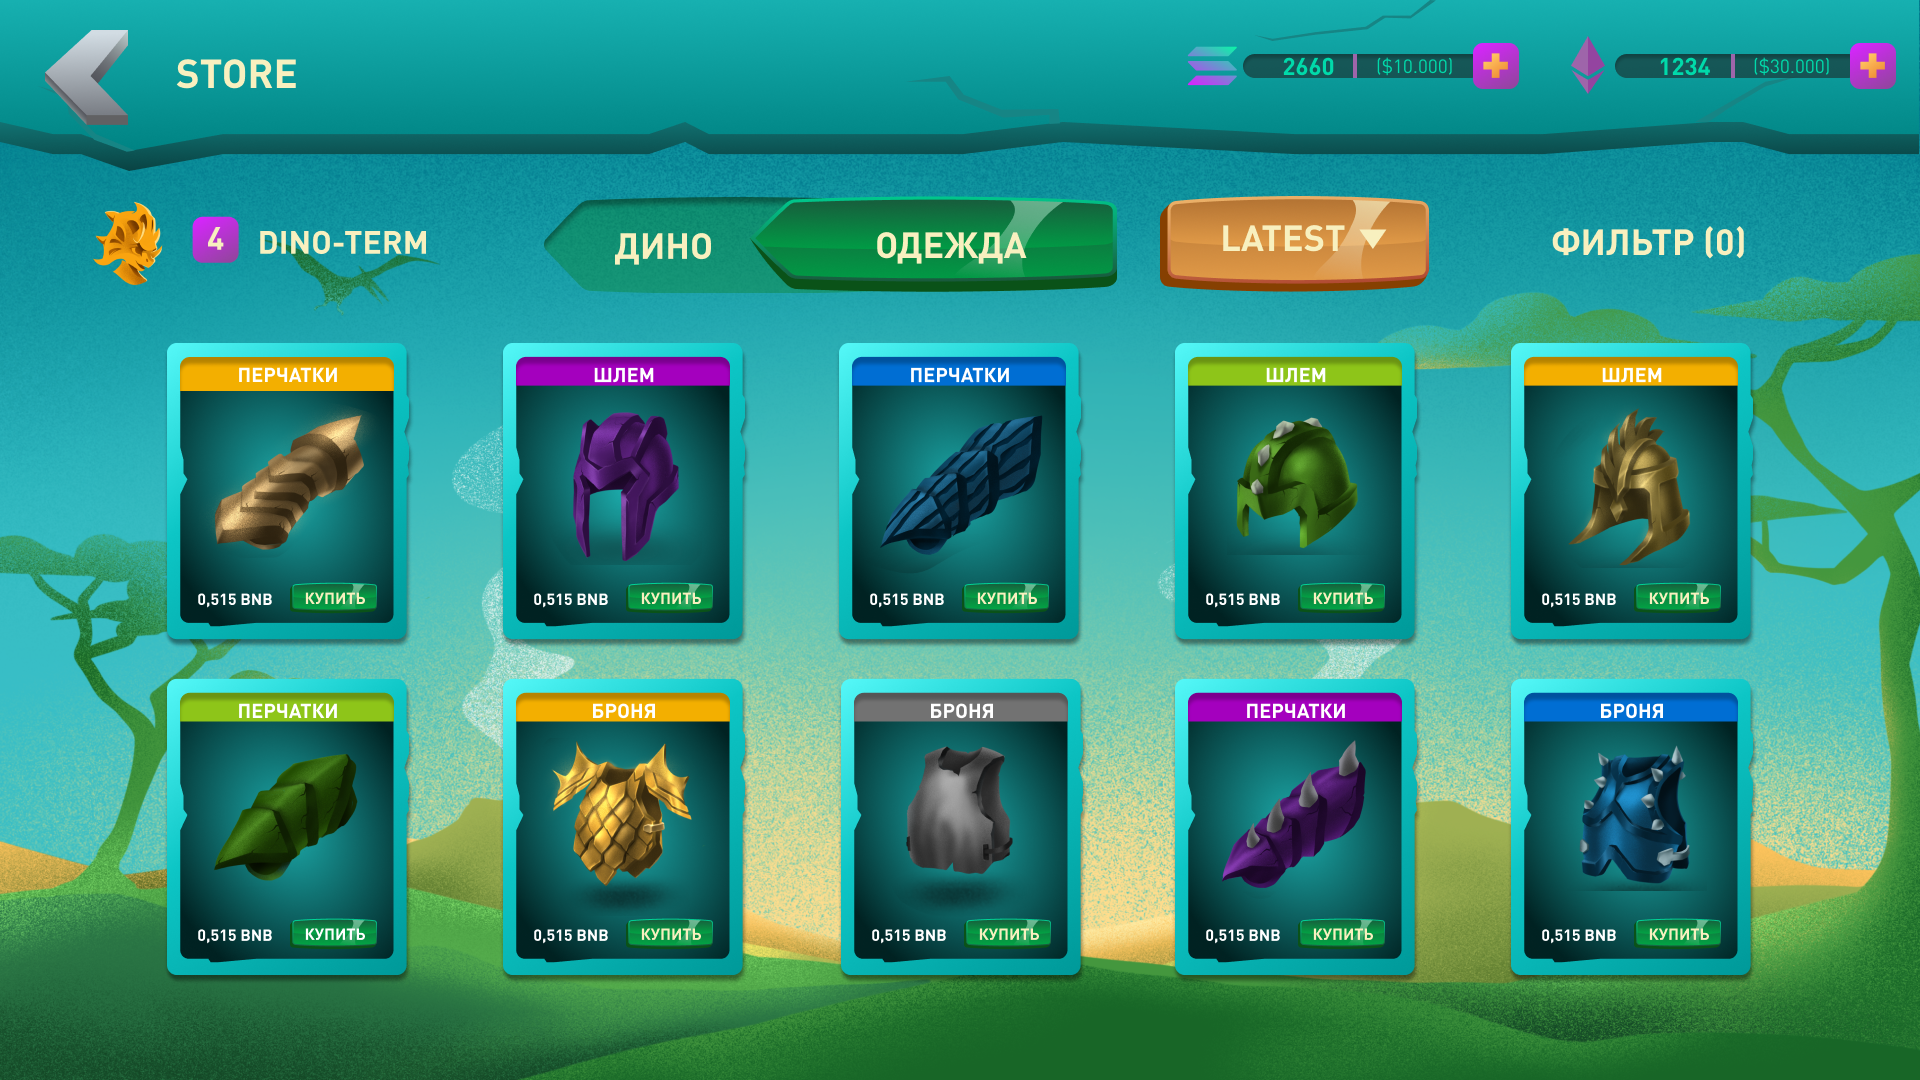 STORE
2660 ($10.000)
1234 ($30.000)
4 DINO-TERM
ДИНО
ОДЕЖДА
LATEST
ФИЛЬТР (0)
ПЕРЧАТКИ
0,515 BNB КУПИТЬ
ШЛЕМ
0,515 BNB КУПИТЬ
ПЕРЧАТКИ
0,515 BNB КУПИТЬ
ШЛЕМ
0,515 BNB КУПИТЬ
ШЛЕМ
0,515 BNB КУПИТЬ
ПЕРЧАТКИ
0,515 BNB КУПИТЬ
БРОНЯ
0,515 BNB КУПИТЬ
БРОНЯ
0,515 BNB КУПИТЬ
ПЕРЧАТКИ
0,515 BNB КУПИТЬ
БРОНЯ
0,515 BNB КУПИТЬ